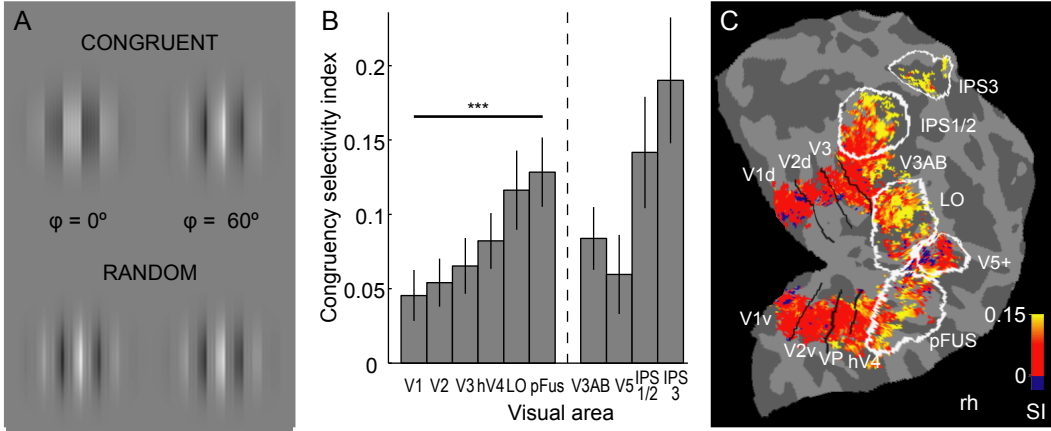 A
CONGRUENT
φ = 0º
φ = 60º
RANDOM
B
Congruency selectivity index
0.2
0.15
0.1
0.05
0
***
V1 V2 V3 hV4 LO pFus V3AB V5 IPS 1/2 IPS 3
Visual area
C
IPS3
IPS1/2
V3
V2d
V1d
V3AB
LO
V5+
V1v
V2v
VP
hV4
pFUS
0.15
0
rh
SI